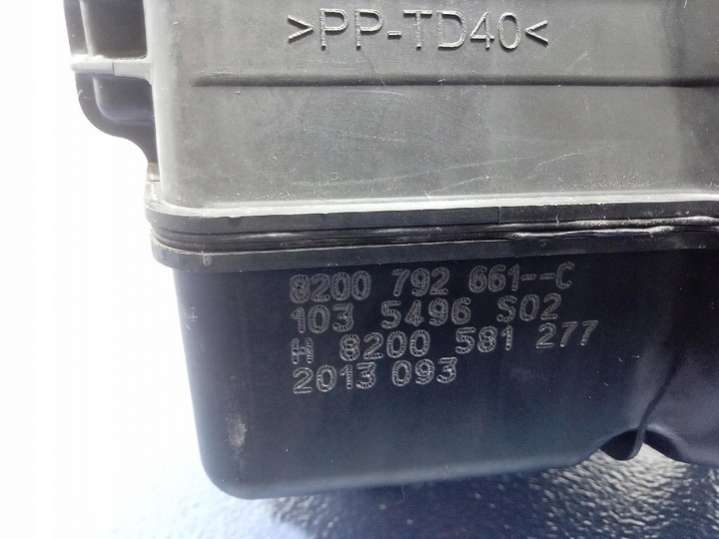 >PP-TD40<
8200 792 661--C
103 5496 S02
H 8200 581 277
2013 093